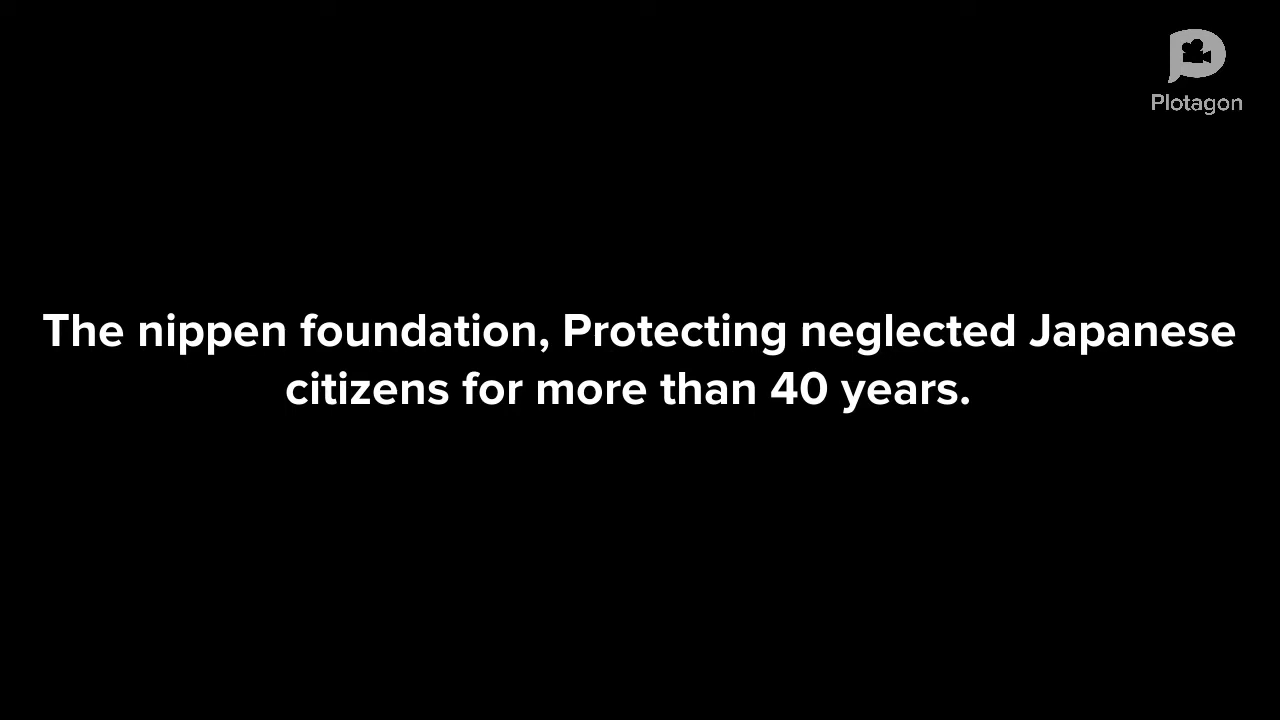 Plotagon
The nippen foundation, Protecting neglected Japanese
citizens for more than 40 years.